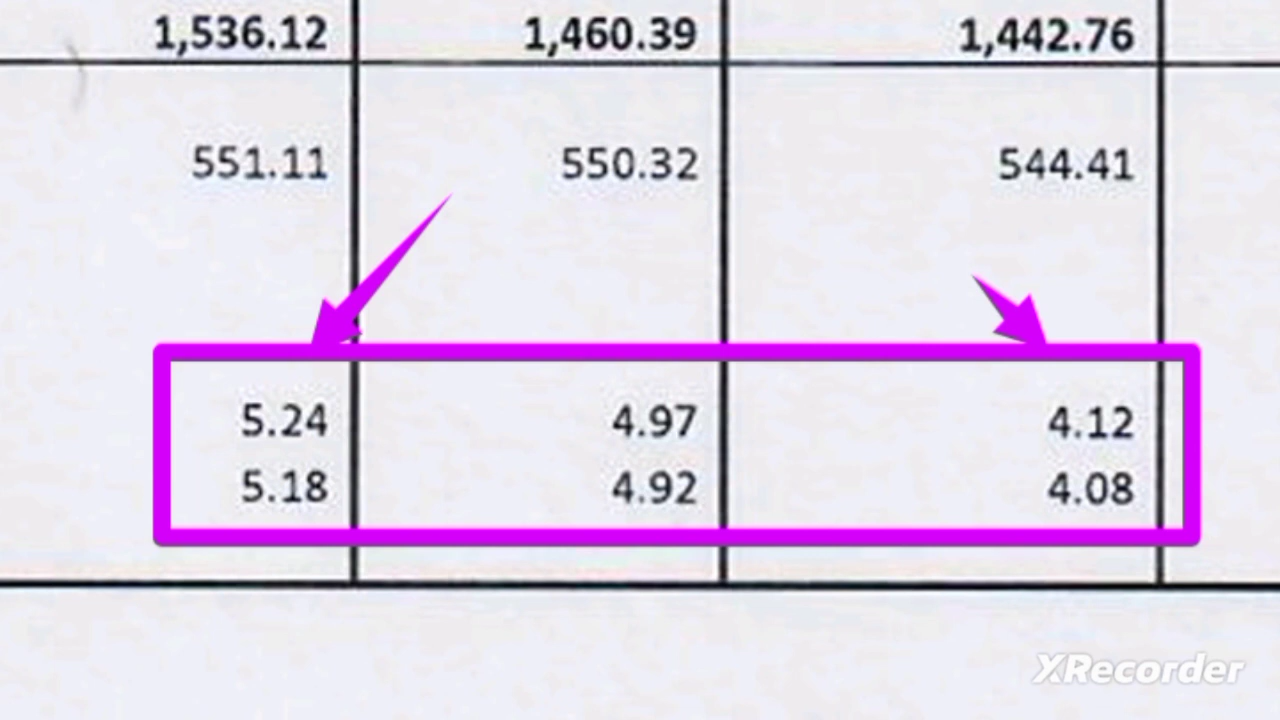 1,536.12 1,460.39 1,442.76
551.11 550.32 544.41
5.24 4.97 4.12
5.18 4.92 4.08
XRecorder